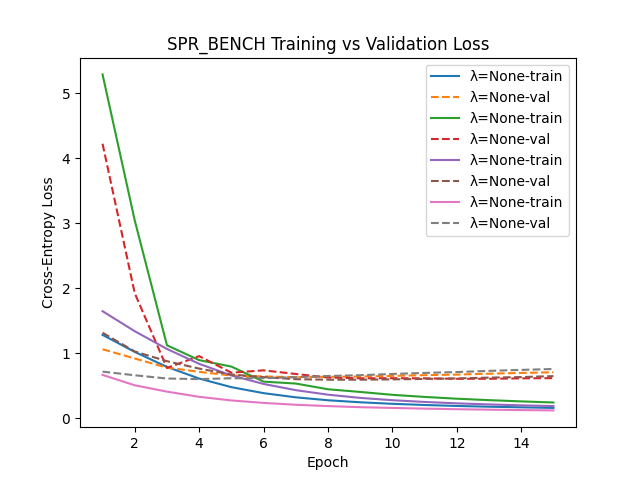 SPR_BENCH Training vs Validation Loss
Cross-Entropy Loss
5
4
3
2
1
0
λ=None-train
λ=None-val
λ=None-train
λ=None-val
λ=None-train
λ=None-val
λ=None-train
λ=None-val
2 4 6 8 10 12 14
Epoch